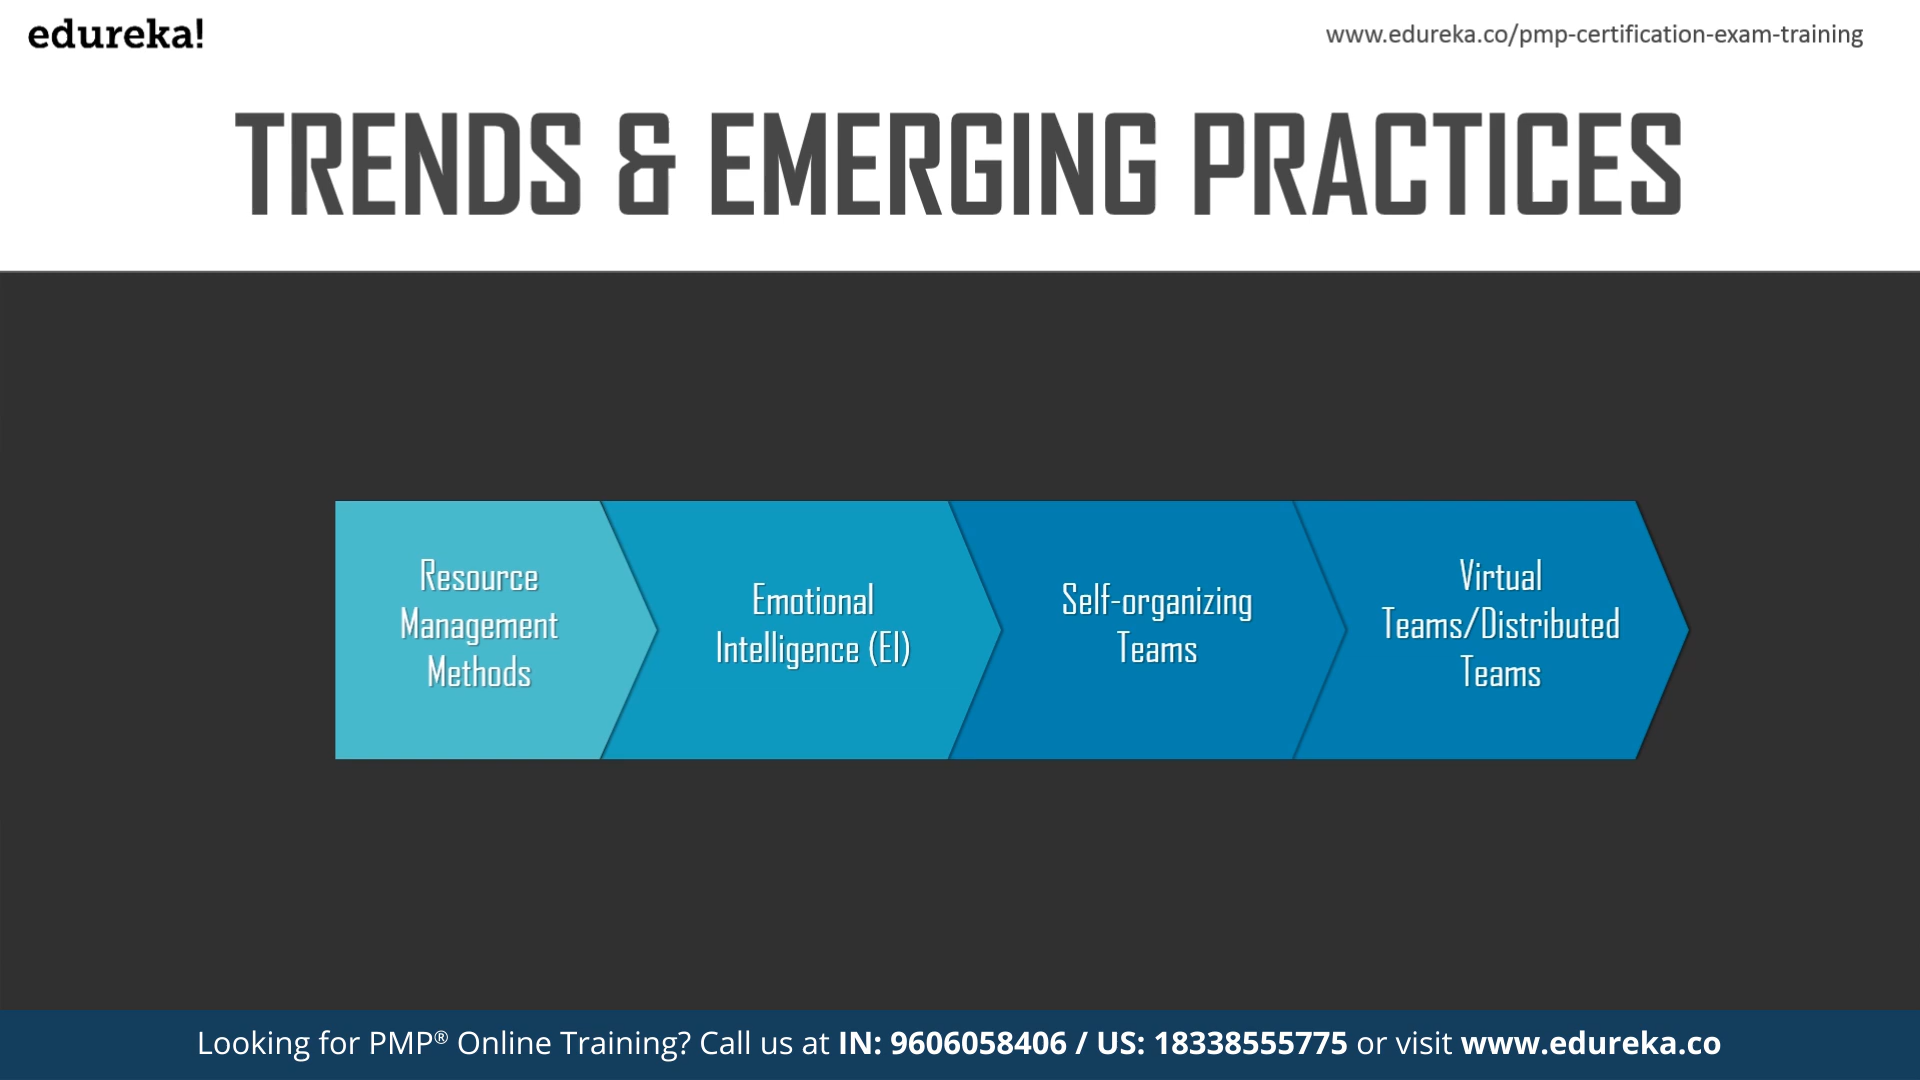 edureka!
www.edureka.co/pmp-certification-exam-training
TRENDS & EMERGING PRACTICES
Resource
Management
Methods
Emotional
Intelligence (EI)
Self-organizing
Teams
Virtual
Teams/Distributed
Teams
Looking for PMP® Online Training? Call us at IN: 9606058406 / US: 18338555775 or visit www.edureka.co